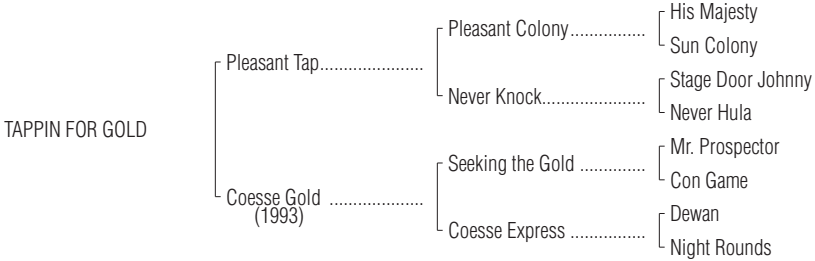 His Majesty
Pleasant Colony................
Sun Colony
Pleasant Tap......................
Stage Door Johnny
Never Knock......................
Never Hula
TAPPIN FOR GOLD
Mr. Prospector
Seeking the Gold ..............
Con Game
Coesse Gold ....................
(1993)
Dewan
Coesse Express ................
Night Rounds